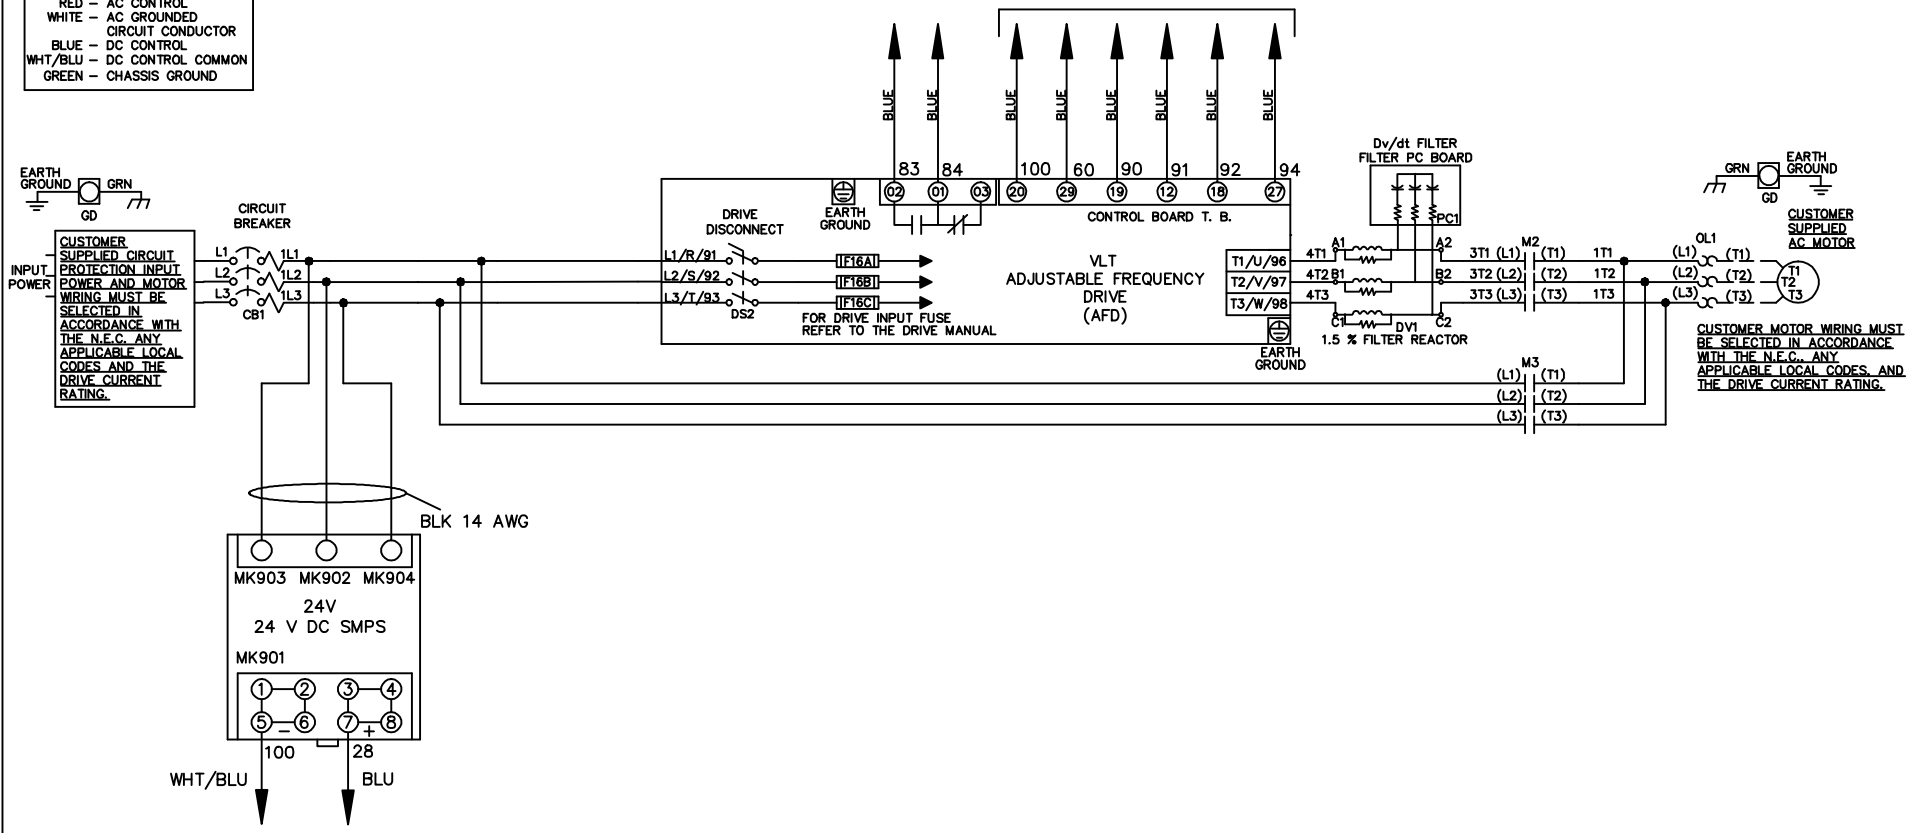 RED – AC CONTROL
WHITE – AC GROUNDED
CIRCUIT CONDUCTOR
BLUE – DC CONTROL
WHT/BLU – DC CONTROL COMMON
GREEN – CHASSIS GROUND
BLUE
BLUE
BLUE
BLUE
BLUE
BLUE
BLUE
BLUE
83
84
100
60
90
91
92
94
02
01
03
20
29
19
12
18
27
EARTH
GROUND
GRN
GD
CIRCUIT
BREAKER
CUSTOMER
SUPPLIED CIRCUIT
PROTECTION INPUT
POWER AND MOTOR
WIRING MUST BE
SELECTED IN
ACCORDANCE WITH
THE N.E.C. ANY
APPLICABLE LOCAL
CODES AND THE
DRIVE CURRENT
RATING.
INPUT
POWER
L1
L2
L3
1L1
1L2
1L3
CB1
DRIVE
DISCONNECT
L1/R/91
L2/S/92
L3/T/93
DS2
EARTH
GROUND
IF16A
IF16B
IF16C
FOR DRIVE INPUT FUSE
REFER TO THE DRIVE MANUAL
CONTROL BOARD T. B.
VLT
ADJUSTABLE FREQUENCY
DRIVE
(AFD)
T1/U/96
T2/V/97
T3/W/98
EARTH
GROUND
4T1
4T2
4T3
Dv/dt FILTER
FILTER PC BOARD
PC1
A1
A2
B1
B2
C1
C2
DV1
1.5 % FILTER REACTOR
M2
3T1 (L1) (T1) 1T1
3T2 (L2) (T2) 1T2
3T3 (L3) (T3) 1T3
M3
(L1) (T1)
(L2) (T2)
(L3) (T3)
OL1
(L1) (T1)
(L2) (T2)
(L3) (T3)
T1
T2
T3
GRN
EARTH
GROUND
GD
CUSTOMER
SUPPLIED
AC MOTOR
CUSTOMER MOTOR WIRING MUST
BE SELECTED IN ACCORDANCE
WITH THE N.E.C., ANY
APPLICABLE LOCAL CODES, AND
THE DRIVE CURRENT RATING.
BLK 14 AWG
MK903 MK902 MK904
24V
24 V DC SMPS
MK901
1 2 3 4
5 6 7 8
– +
100
28
WHT/BLU
BLU